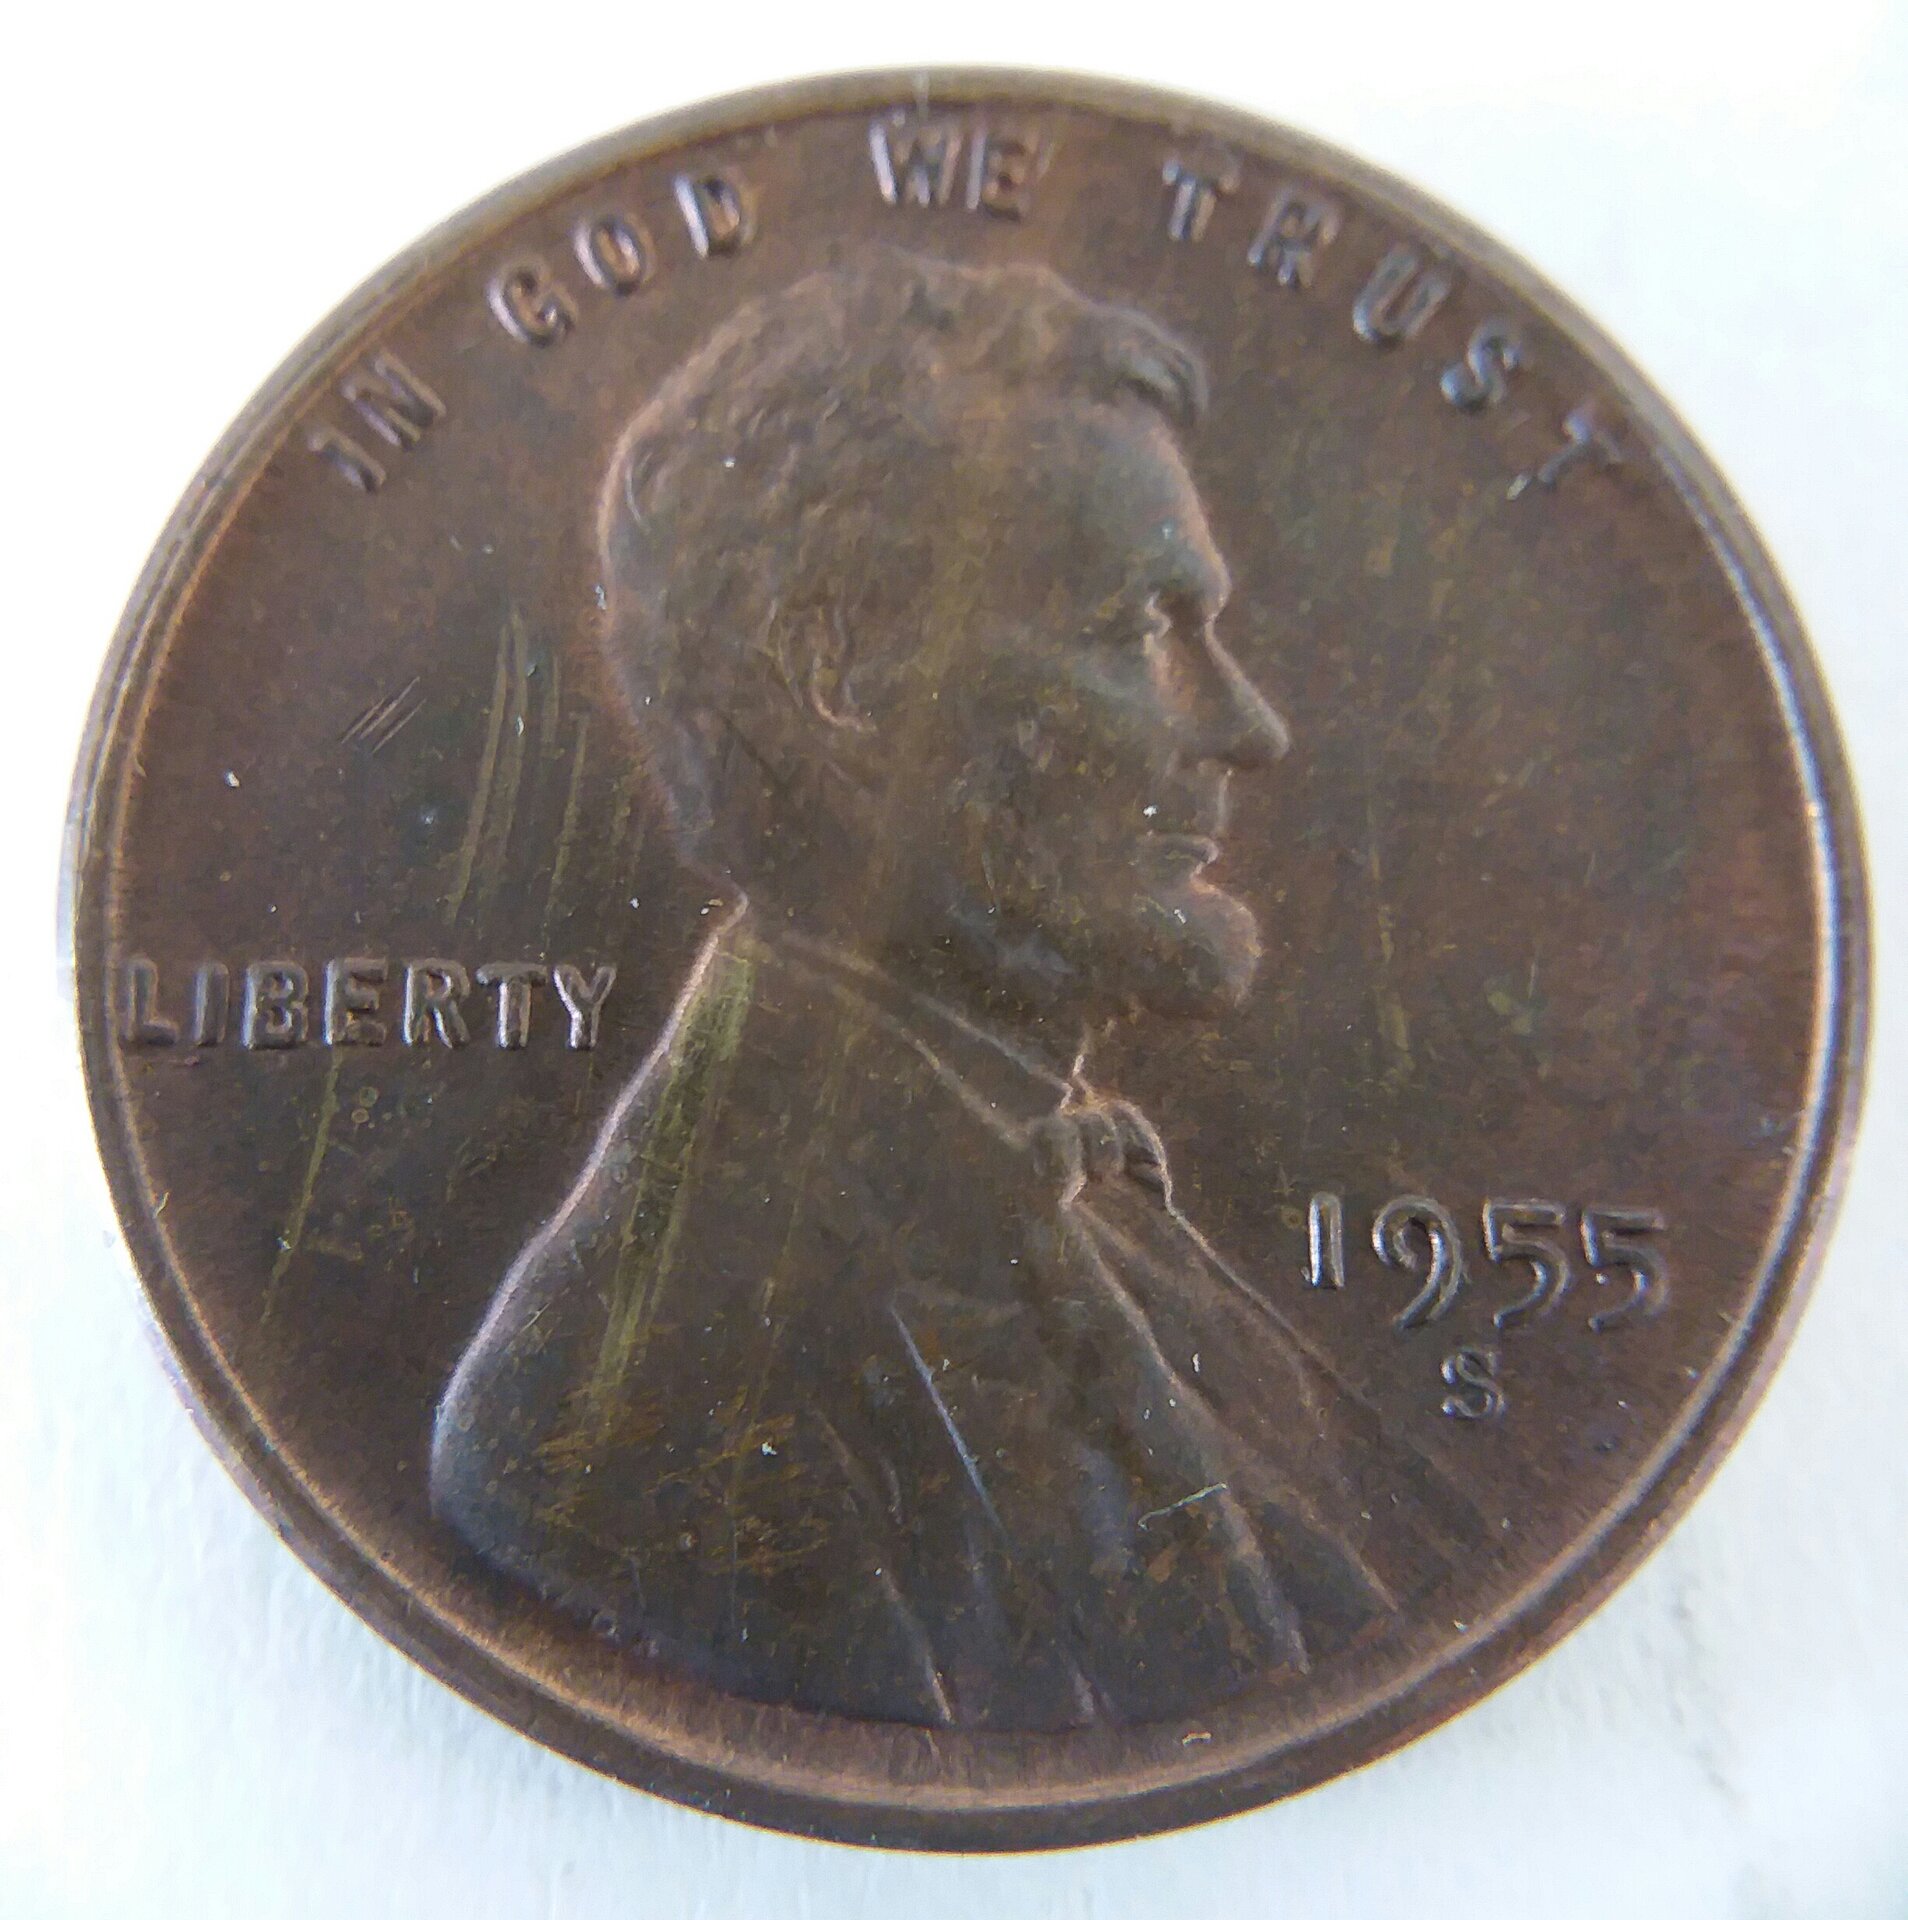 IN GOD WE TRUST
LIBERTY
1955
S